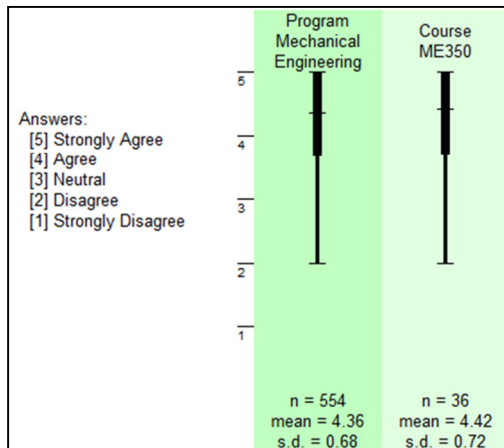 Program
Mechanical
Engineering
Course
ME350
Answers:
[5] Strongly Agree
[4] Agree
[3] Neutral
[2] Disagree
[1] Strongly Disagree
5
4
3
2
1
n = 554
mean = 4.36
s.d. = 0.68
n = 36
mean = 4.42
s.d. = 0.72